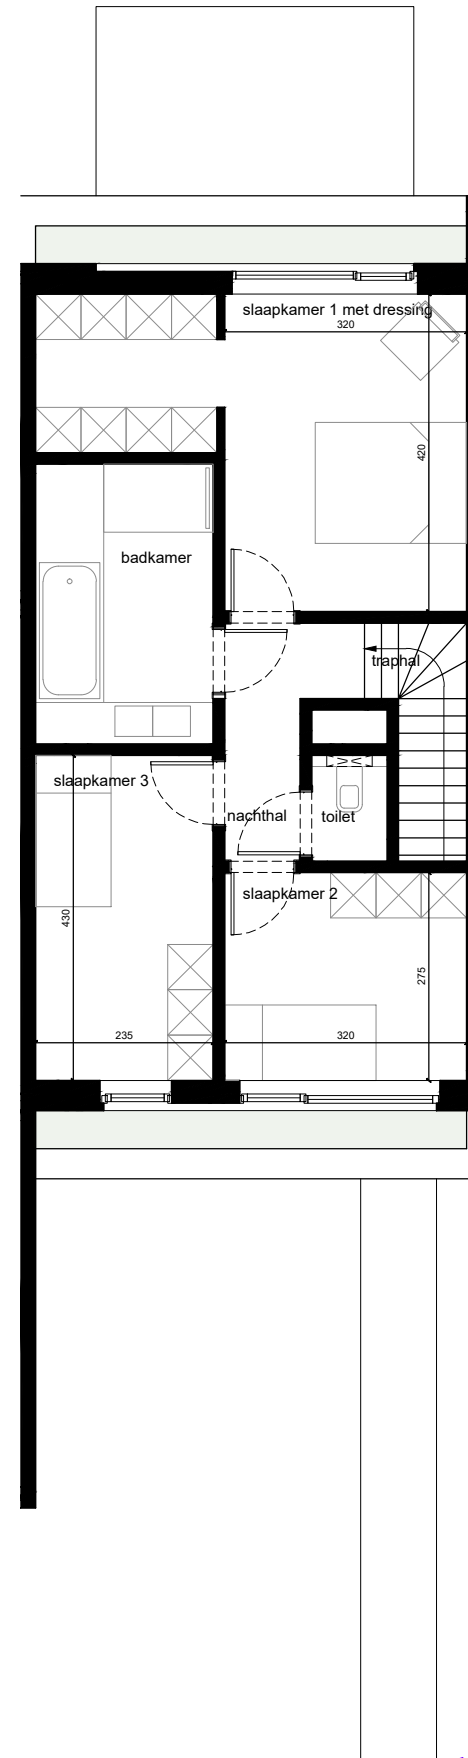 slaapkamer 1 met dressing
320
420
badkamer
traphal
slaapkamer 3
nachthal
toilet
slaapkamer 2
430
275
235
320